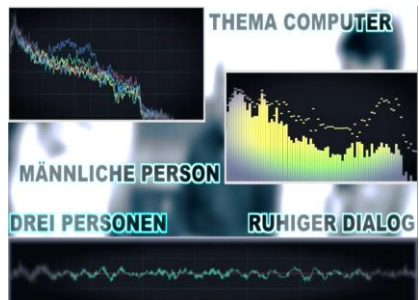 THEMA COMPUTER
MÄNNLICHE PERSON
DREI PERSONEN
RUHIGER DIALOG